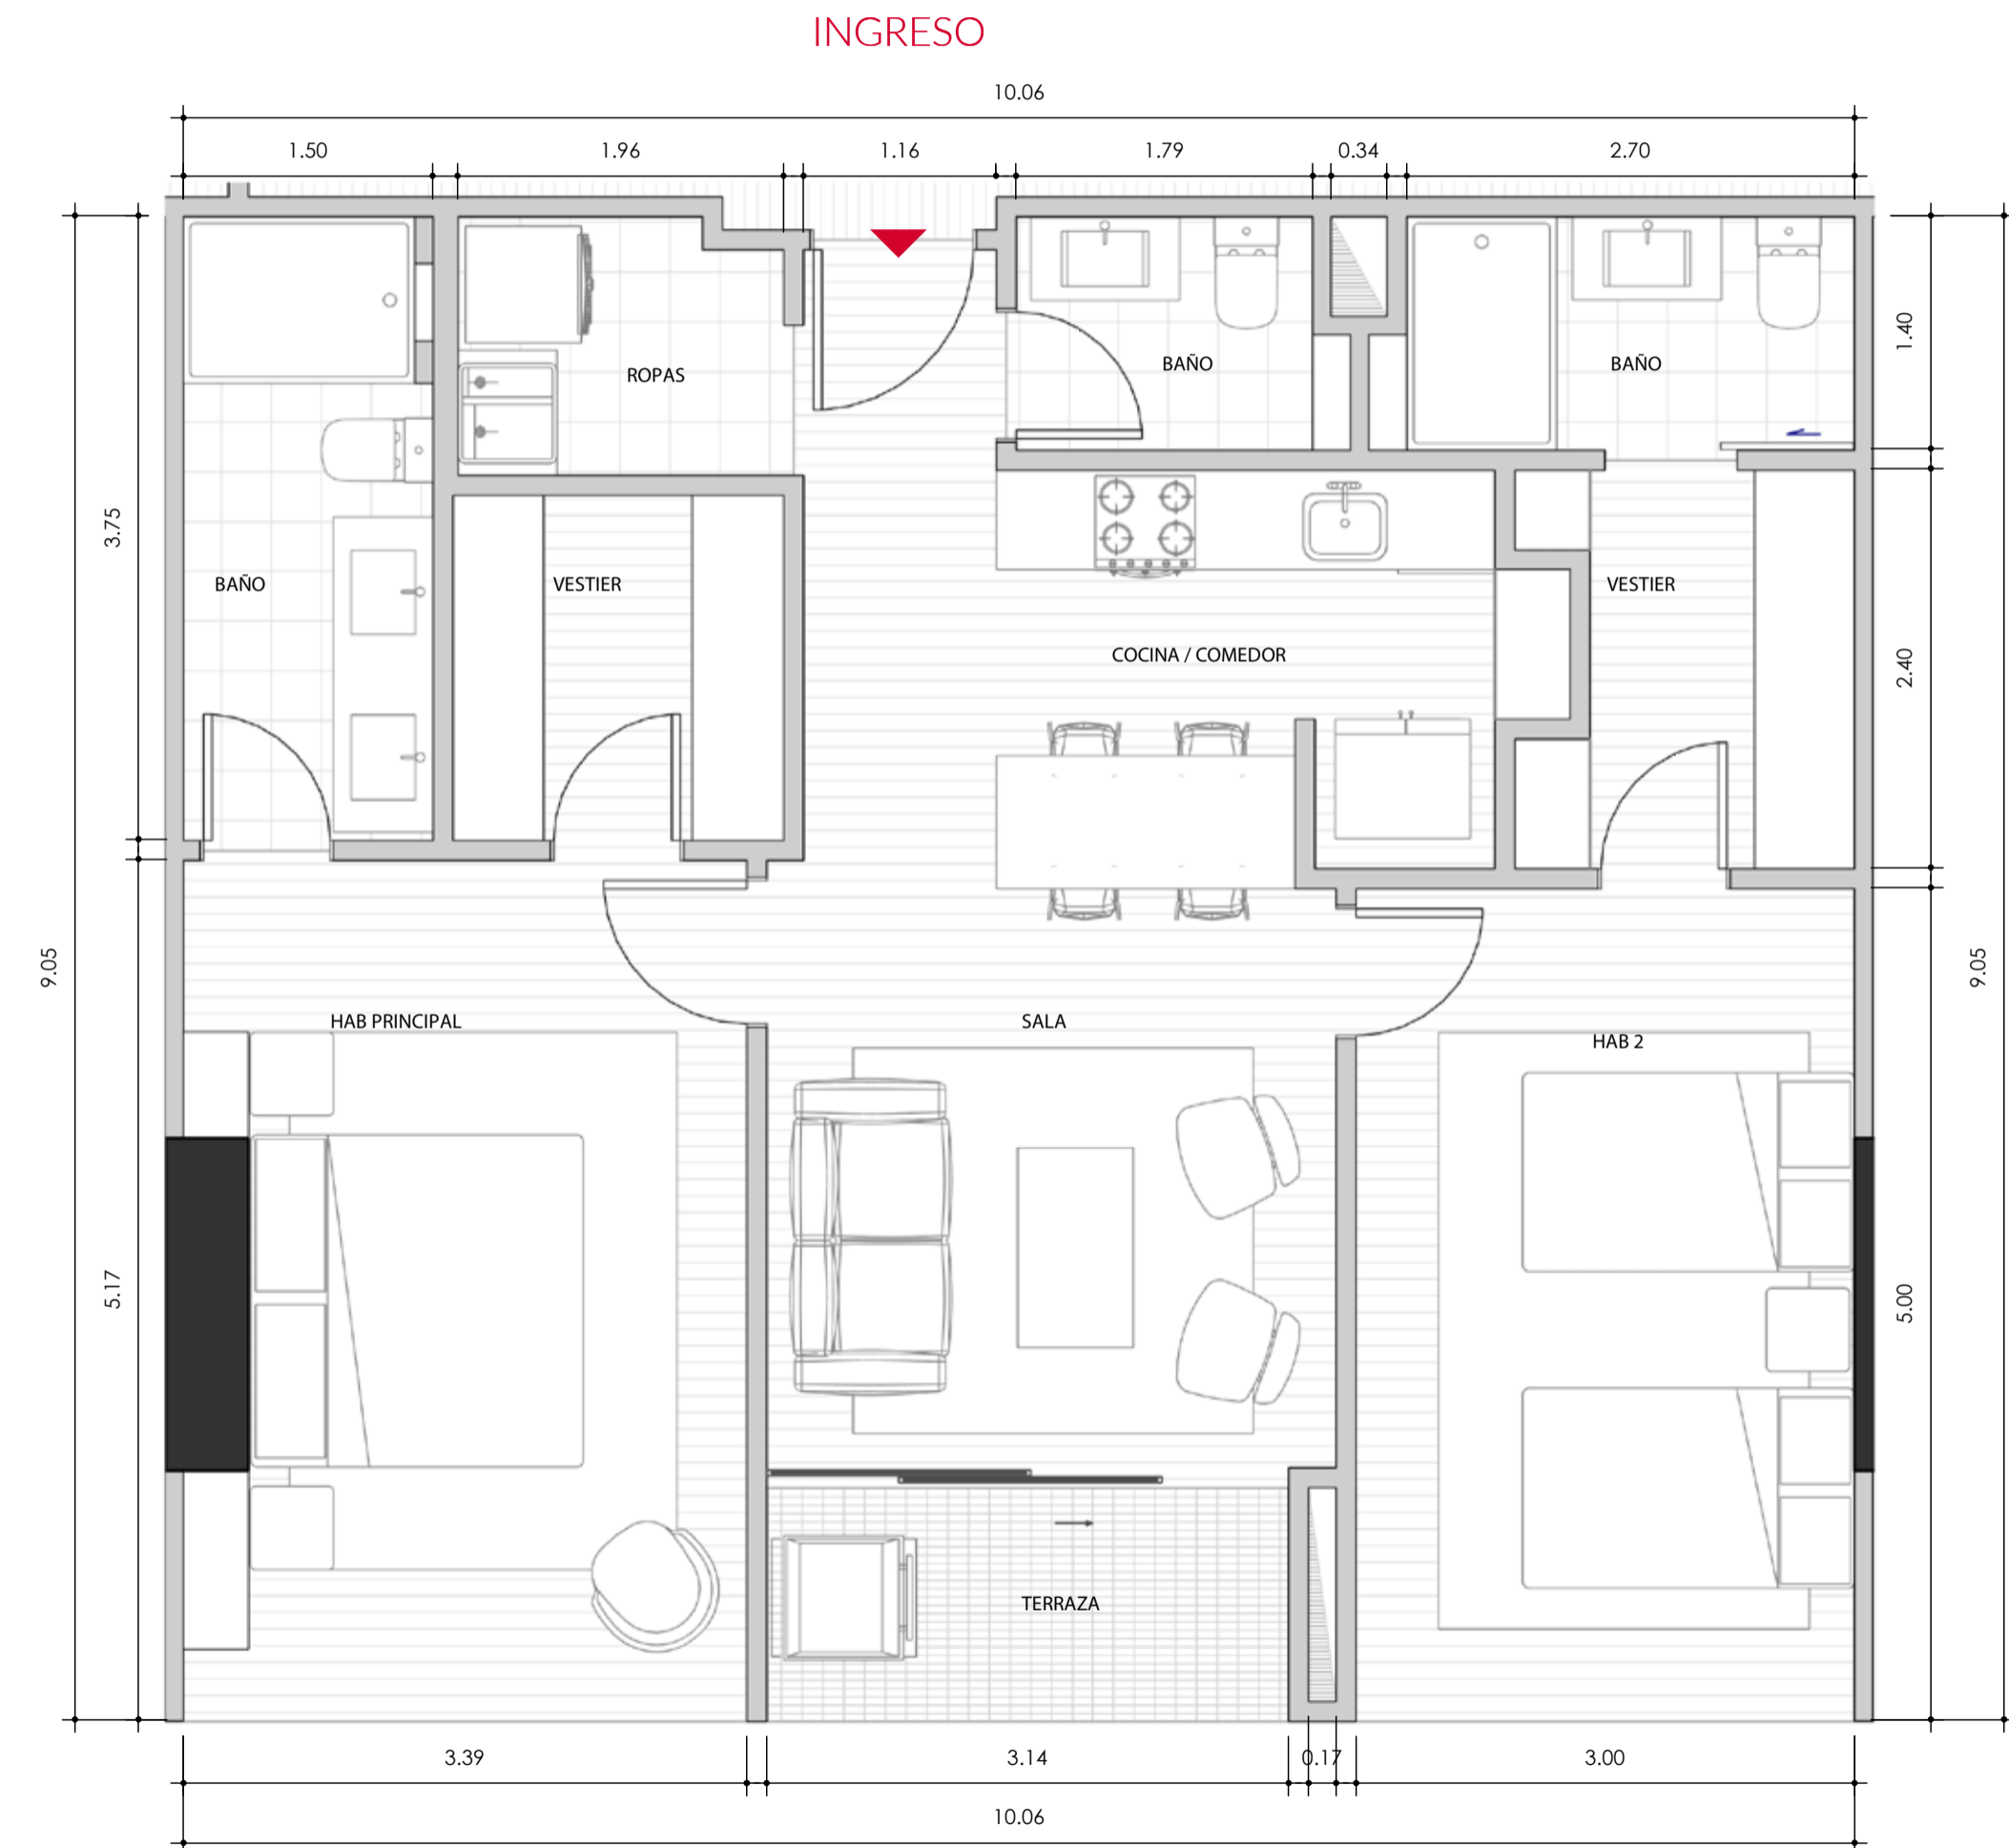 INGRESO
10.06
1.50 1.96 1.16 1.79 0.34 2.70
1.40
BAÑO BAÑO
ROPAS
3.75
BAÑO VESTIER VESTIER
COCINA / COMEDOR
2.40
9.05 9.05
HAB PRINCIPAL SALA
HAB 2
5.17 5.00
TERRAZA
3.39 3.14 0.17 3.00
10.06